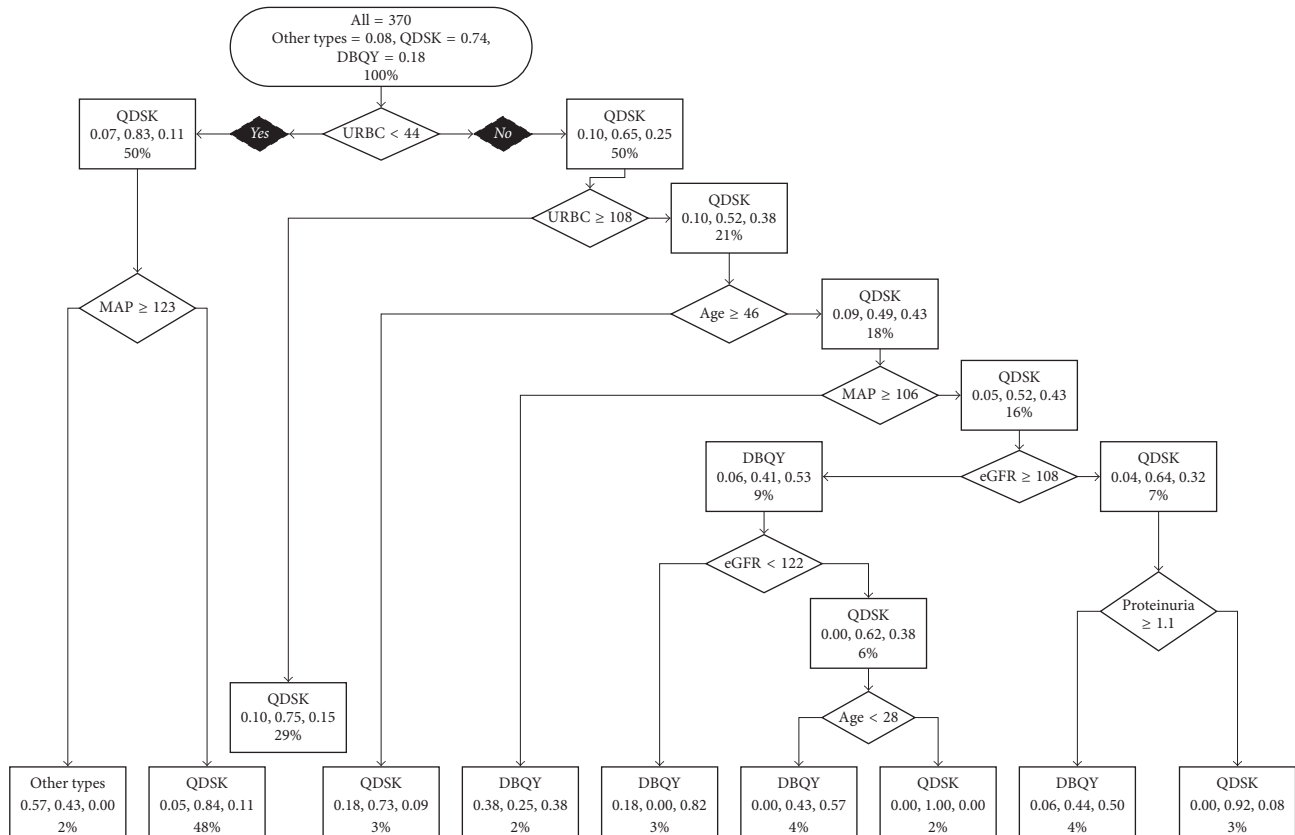 All = 370
Other types = 0.08, QDSK = 0.74,
DBQY = 0.18
100%
QDSK
0.07, 0.83, 0.11
50%
Yes
URBC < 44
No
QDSK
0.10, 0.65, 0.25
50%
URBC ≥ 108
QDSK
0.10, 0.52, 0.38
21%
MAP ≥ 123
Age ≥ 46
QDSK
0.09, 0.49, 0.43
18%
MAP ≥ 106
QDSK
0.05, 0.52, 0.43
16%
DBQY
0.06, 0.41, 0.53
9%
eGFR ≥ 108
QDSK
0.04, 0.64, 0.32
7%
eGFR < 122
QDSK
0.00, 0.62, 0.38
6%
Proteinuria
≥ 1.1
QDSK
0.10, 0.75, 0.15
29%
Age < 28
Other types
0.57, 0.43, 0.00
2%
QDSK
0.05, 0.84, 0.11
48%
QDSK
0.18, 0.73, 0.09
3%
DBQY
0.38, 0.25, 0.38
2%
DBQY
0.18, 0.00, 0.82
3%
DBQY
0.00, 0.43, 0.57
4%
QDSK
0.00, 1.00, 0.00
2%
DBQY
0.06, 0.44, 0.50
4%
QDSK
0.00, 0.92, 0.08
3%